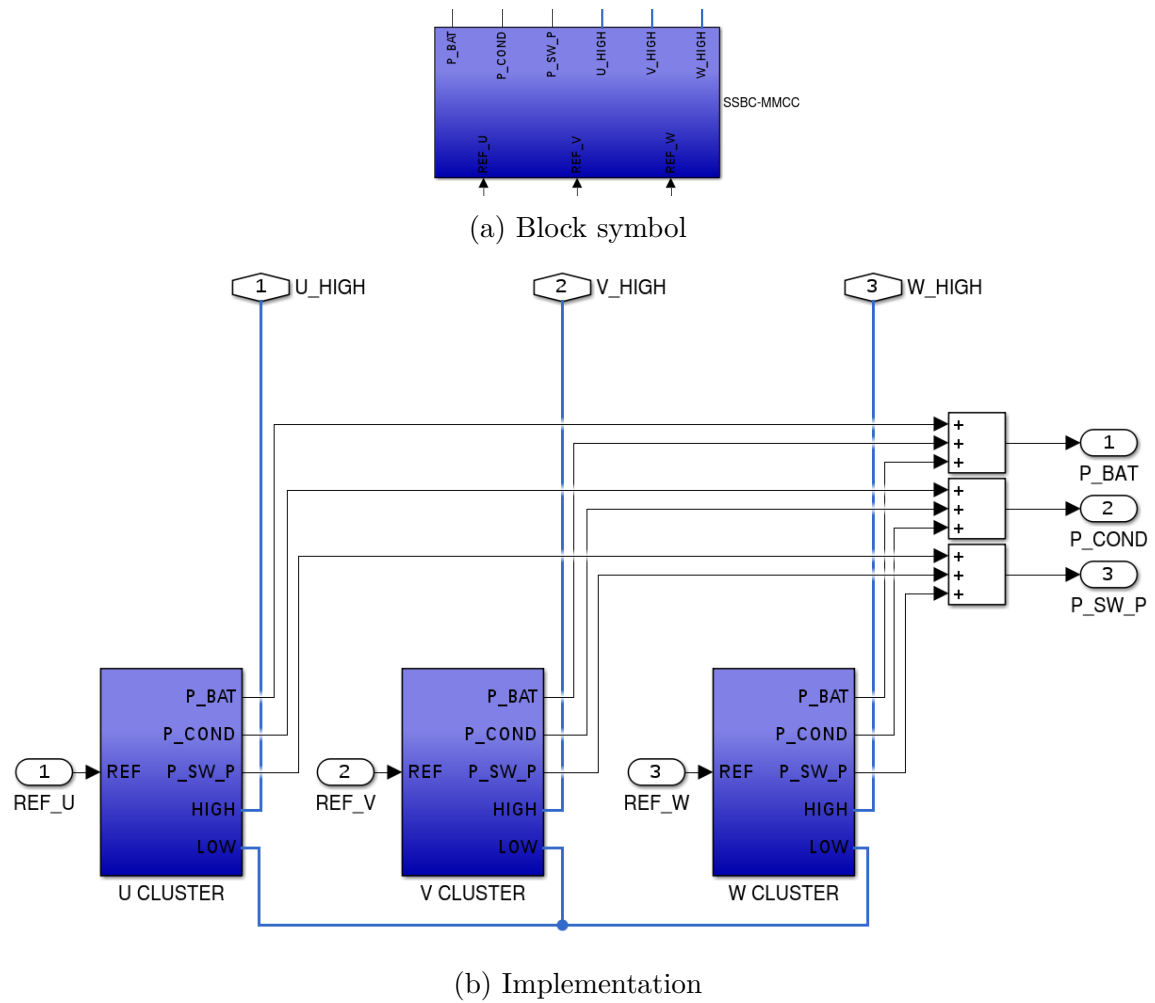 P_BAT P_COND P_SW_P U_HIGH V_HIGH W_HIGH
SSBC-MMCC
REF_U REF_V REF_W
(a) Block symbol
1 U_HIGH 2 V_HIGH 3 W_HIGH
+
+ 1
+ P_BAT
+
+ 2
+ P_COND
+
+ 3
+ P_SW_P
P_BAT P_BAT P_BAT
P_COND P_COND P_COND
1 REF P_SW_P 2 REF P_SW_P 3 REF P_SW_P
REF_U REF_V REF_W
HIGH HIGH HIGH
LOW LOW LOW
U CLUSTER V CLUSTER W CLUSTER
(b) Implementation